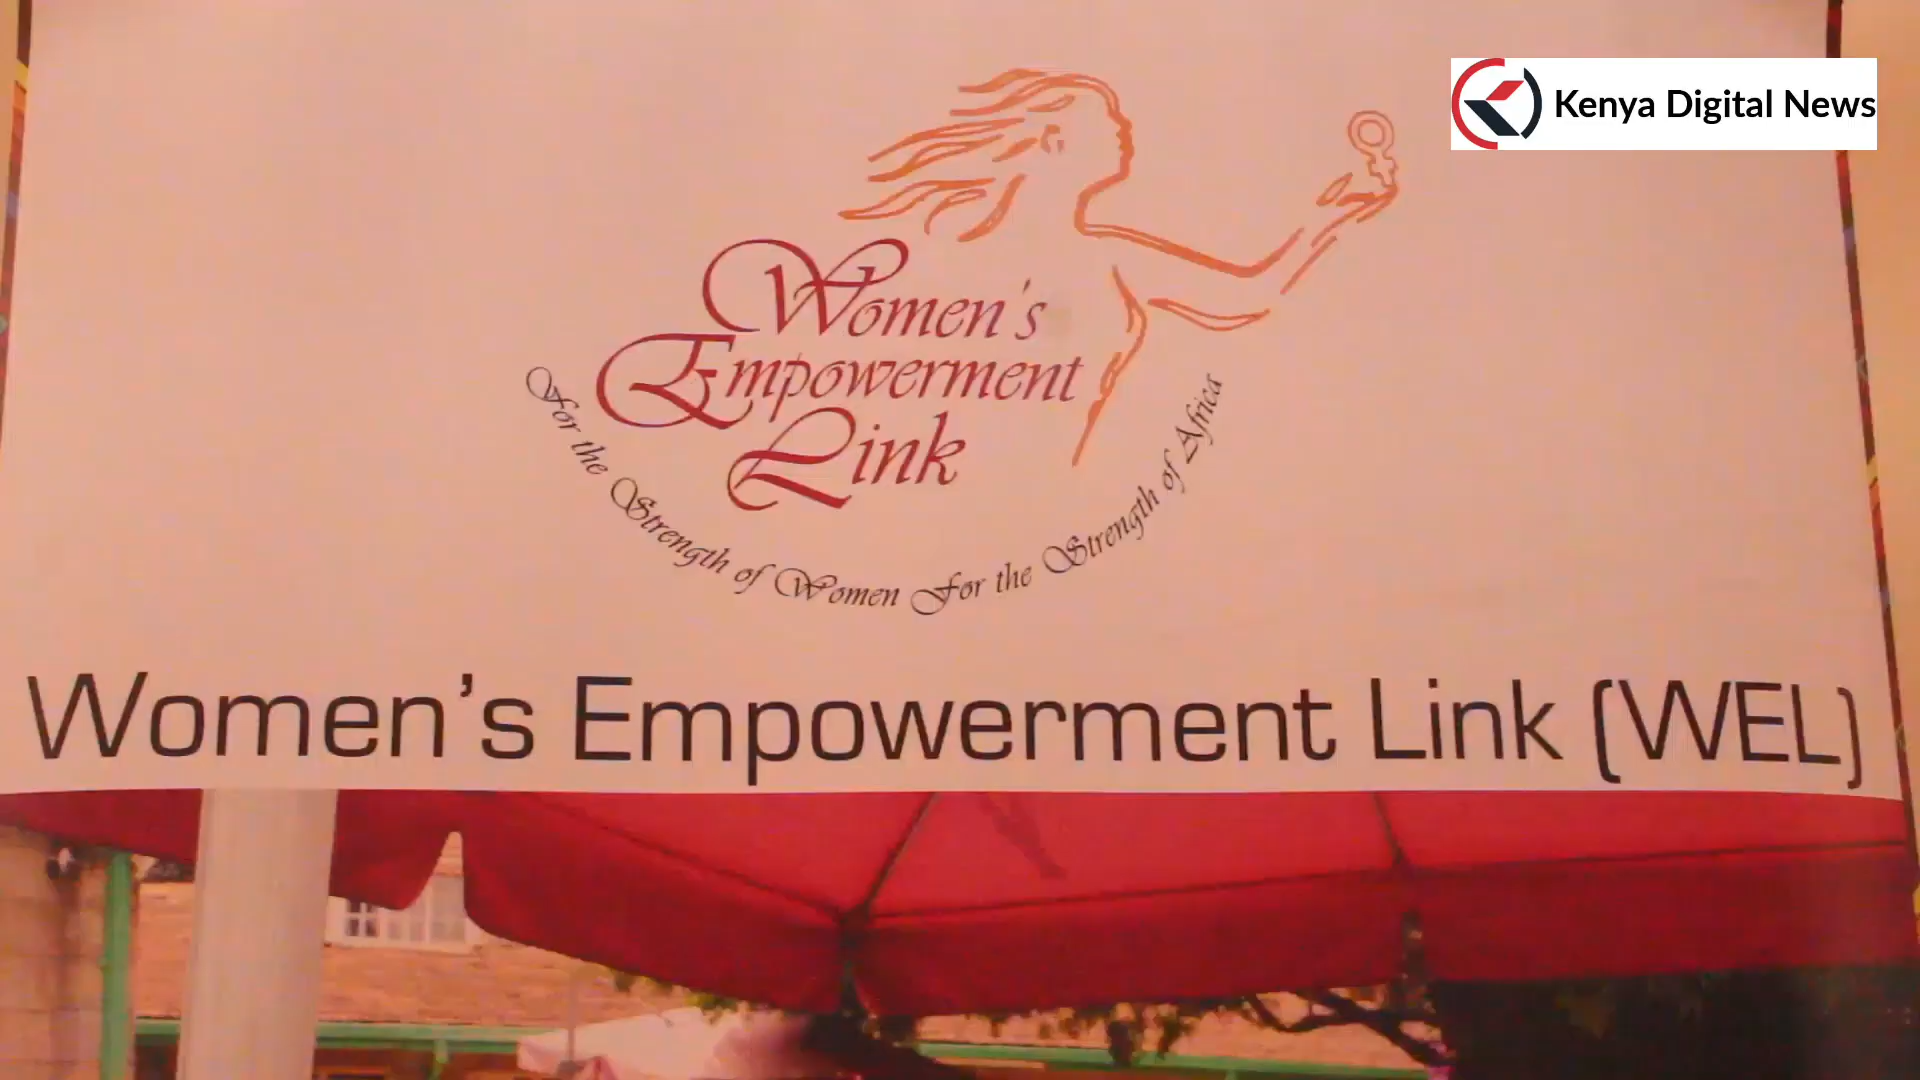 Kenya Digital News
Women's
Empowerment
Link
For the Strength of Women For the Strength of Africa
Women's Empowerment Link (WEL)